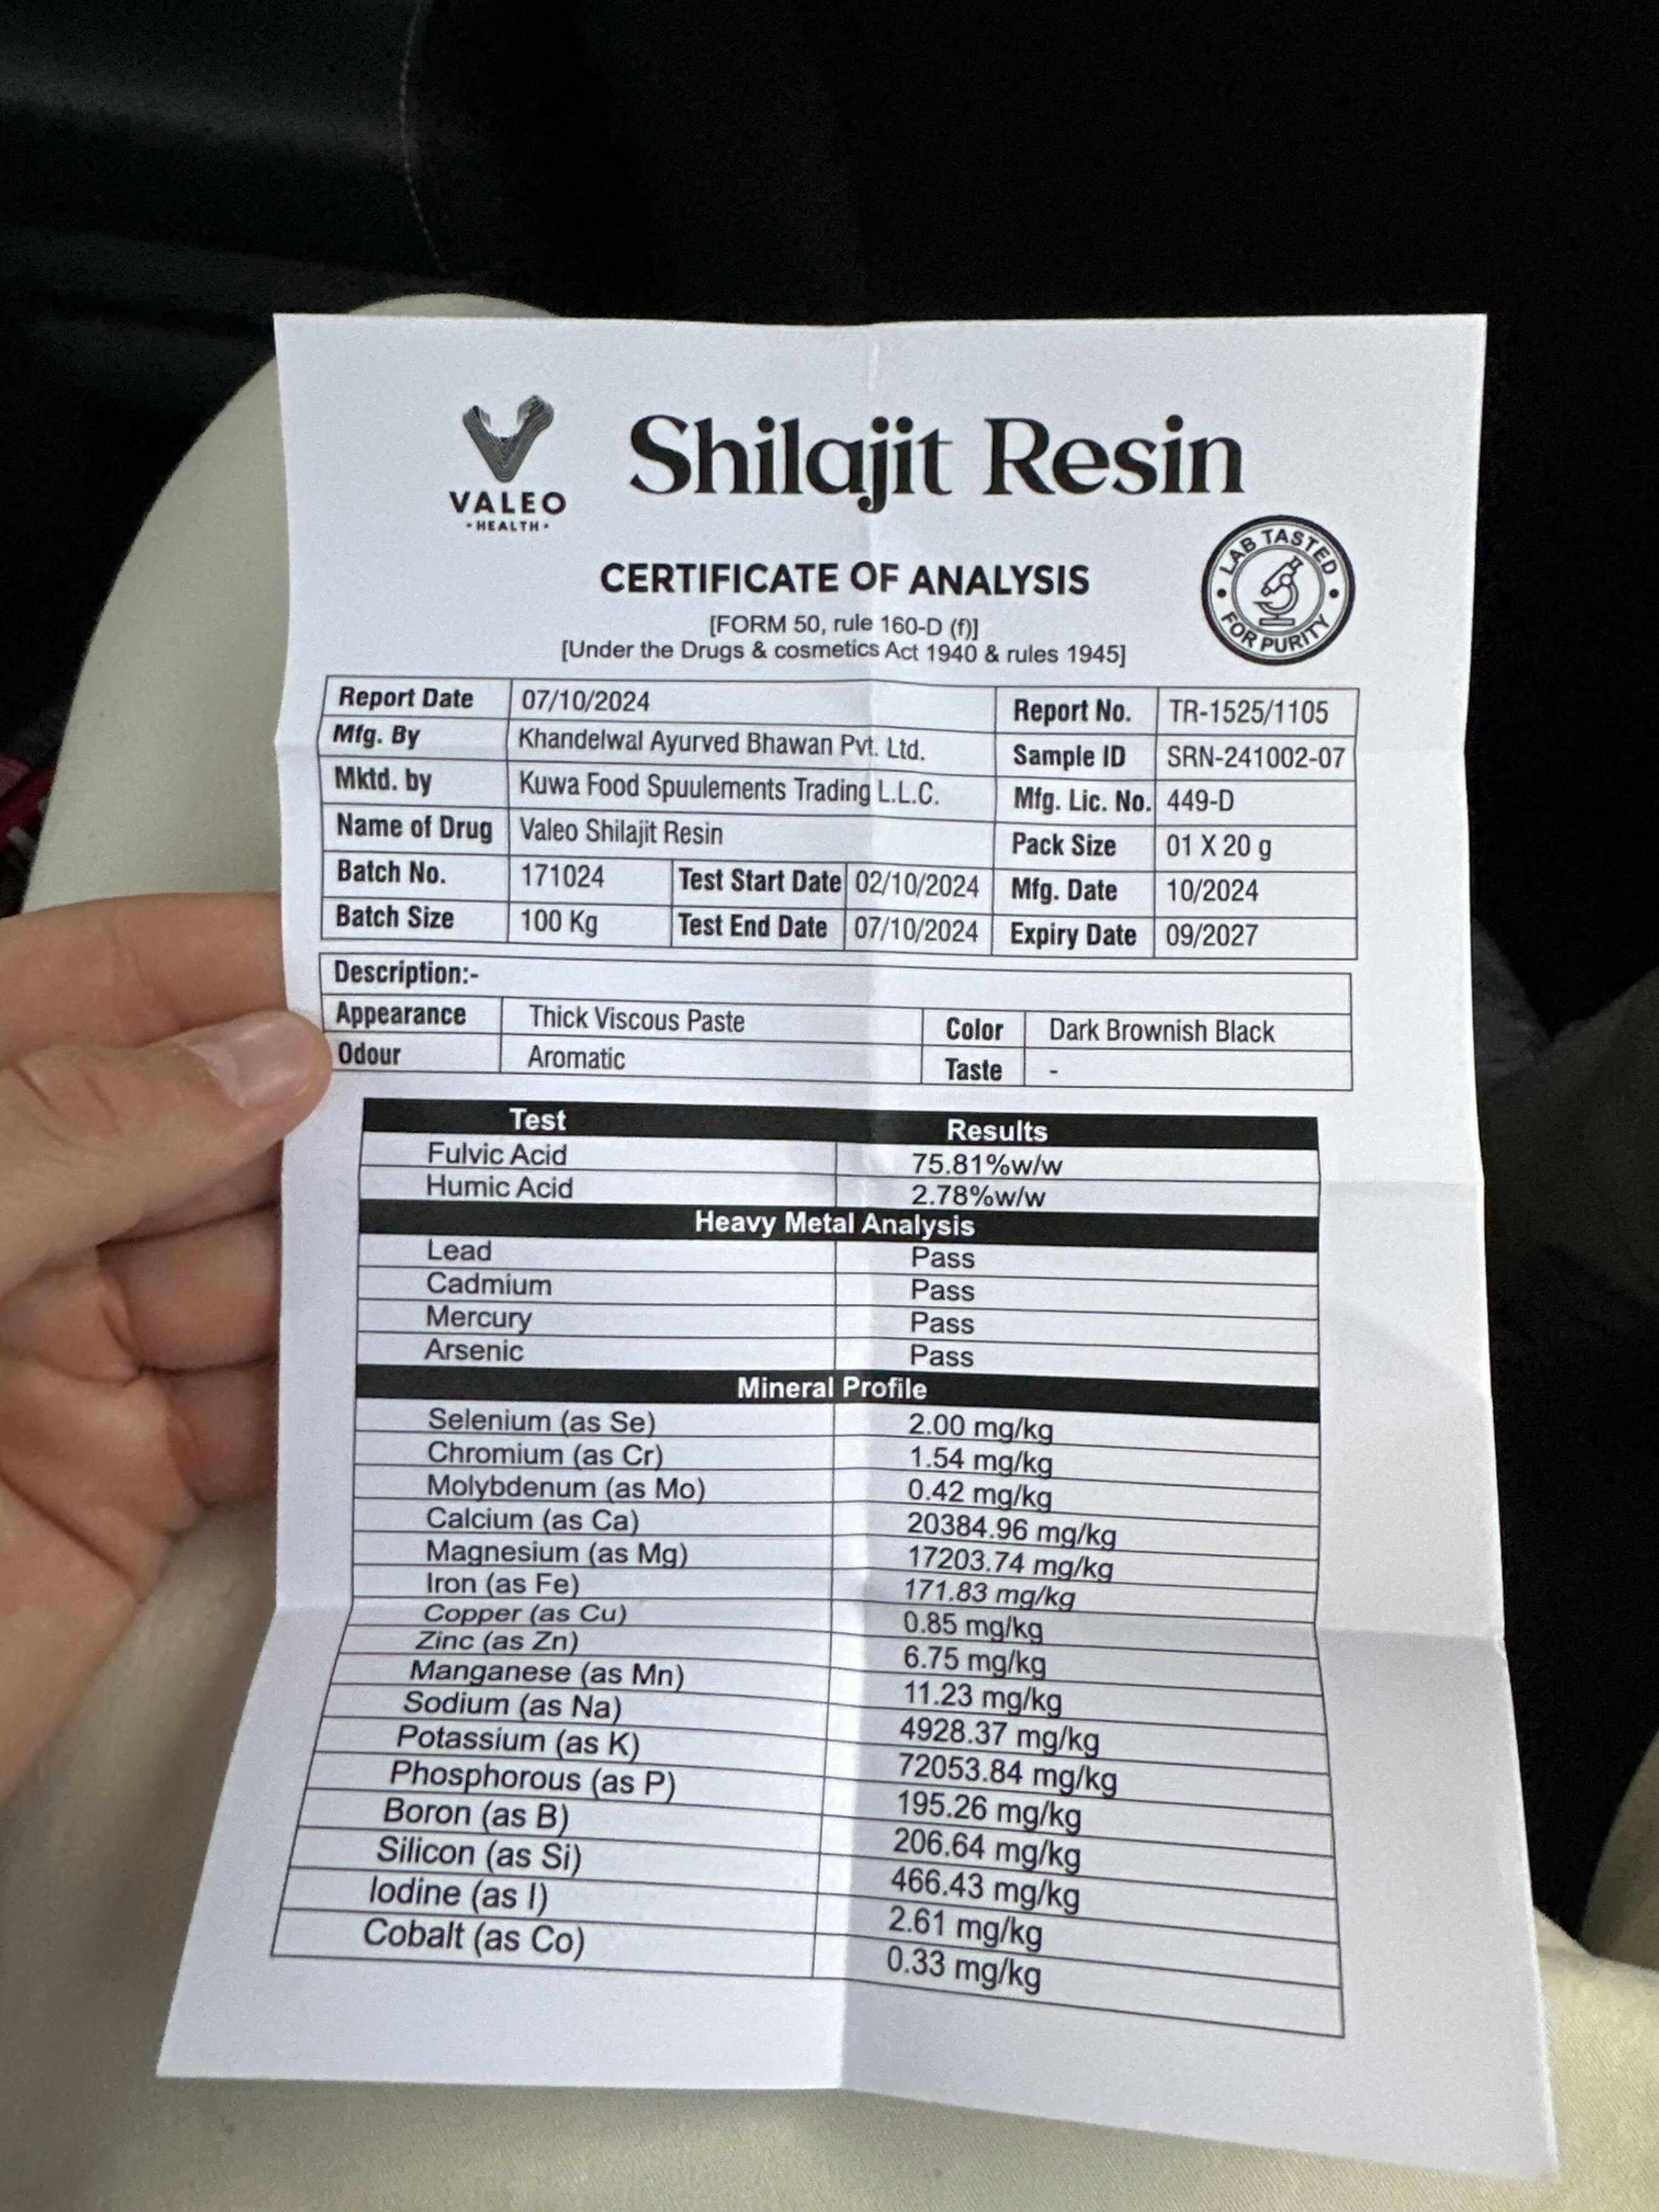 VALEO
• HEALTH •
Shilajit Resin
LAB TASTED
FOR PURITY
CERTIFICATE OF ANALYSIS
[FORM 50, rule 160-D (f)]
[Under the Drugs & cosmetics Act 1940 & rules 1945]
Report Date 07/10/2024 Report No. TR-1525/1105
Mfg. By Khandelwal Ayurved Bhawan Pvt. Ltd. Sample ID SRN-241002-07
Mktd. by Kuwa Food Spuulements Trading L.L.C. Mfg. Lic. No. 449-D
Name of Drug Valeo Shilajit Resin Pack Size 01 X 20 g
Batch No. 171024 Test Start Date 02/10/2024 Mfg. Date 10/2024
Batch Size 100 Kg Test End Date 07/10/2024 Expiry Date 09/2027
Description:-
Appearance Thick Viscous Paste Color Dark Brownish Black
Odour Aromatic Taste -
Test Results
Fulvic Acid 75.81%w/w
Humic Acid 2.78%w/w
Heavy Metal Analysis
Lead Pass
Cadmium Pass
Mercury Pass
Arsenic Pass
Mineral Profile
Selenium (as Se) 2.00 mg/kg
Chromium (as Cr) 1.54 mg/kg
Molybdenum (as Mo) 0.42 mg/kg
Calcium (as Ca) 20384.96 mg/kg
Magnesium (as Mg) 17203.74 mg/kg
Iron (as Fe) 171.83 mg/kg
Copper (as Cu) 0.85 mg/kg
Zinc (as Zn) 6.75 mg/kg
Manganese (as Mn) 11.23 mg/kg
Sodium (as Na) 4928.37 mg/kg
Potassium (as K) 72053.84 mg/kg
Phosphorous (as P) 195.26 mg/kg
Boron (as B) 206.64 mg/kg
Silicon (as Si) 466.43 mg/kg
Iodine (as I) 2.61 mg/kg
Cobalt (as Co) 0.33 mg/kg